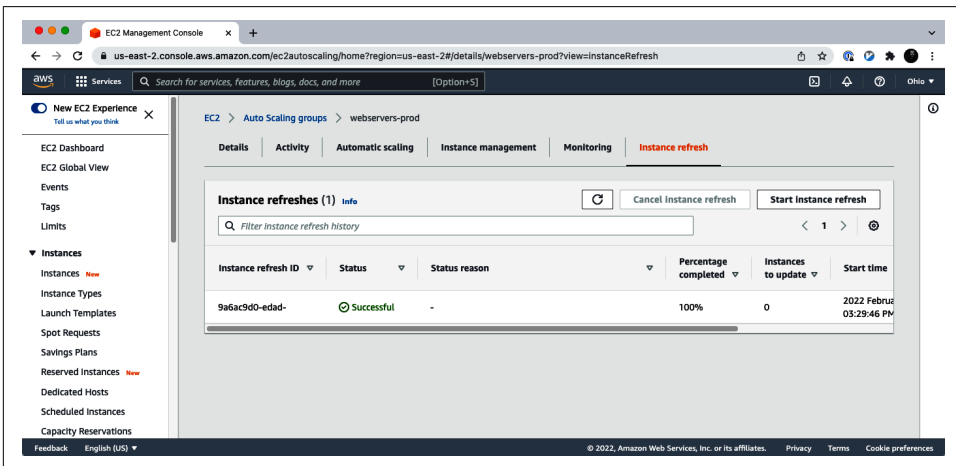 EC2 Management Console
us-east-2.console.aws.amazon.com/ec2autoscaling/home?region=us-east-2#/details/webservers-prod?view=instanceRefresh
aws Services Search for services, features, blogs, docs, and more [Option+S] Ohio
New EC2 Experience
Tell us what you think
EC2 Dashboard
EC2 Global View
Events
Tags
Limits
Instances
Instances New
Instance Types
Launch Templates
Spot Requests
Savings Plans
Reserved Instances New
Dedicated Hosts
Scheduled Instances
Capacity Reservations
EC2 > Auto Scaling groups > webservers-prod
Details Activity Automatic scaling Instance management Monitoring Instance refresh
Instance refreshes (1) Info Cancel instance refresh Start instance refresh
Filter instance refresh history < 1 >
Instance refresh ID Status Status reason Percentage completed Instances to update Start time
9a6ac9d0-edad- Successful - 100% 0 2022 Februa
03:29:46 PM
Feedback English (US) © 2022, Amazon Web Services, Inc. or its affiliates. Privacy Terms Cookie preferences